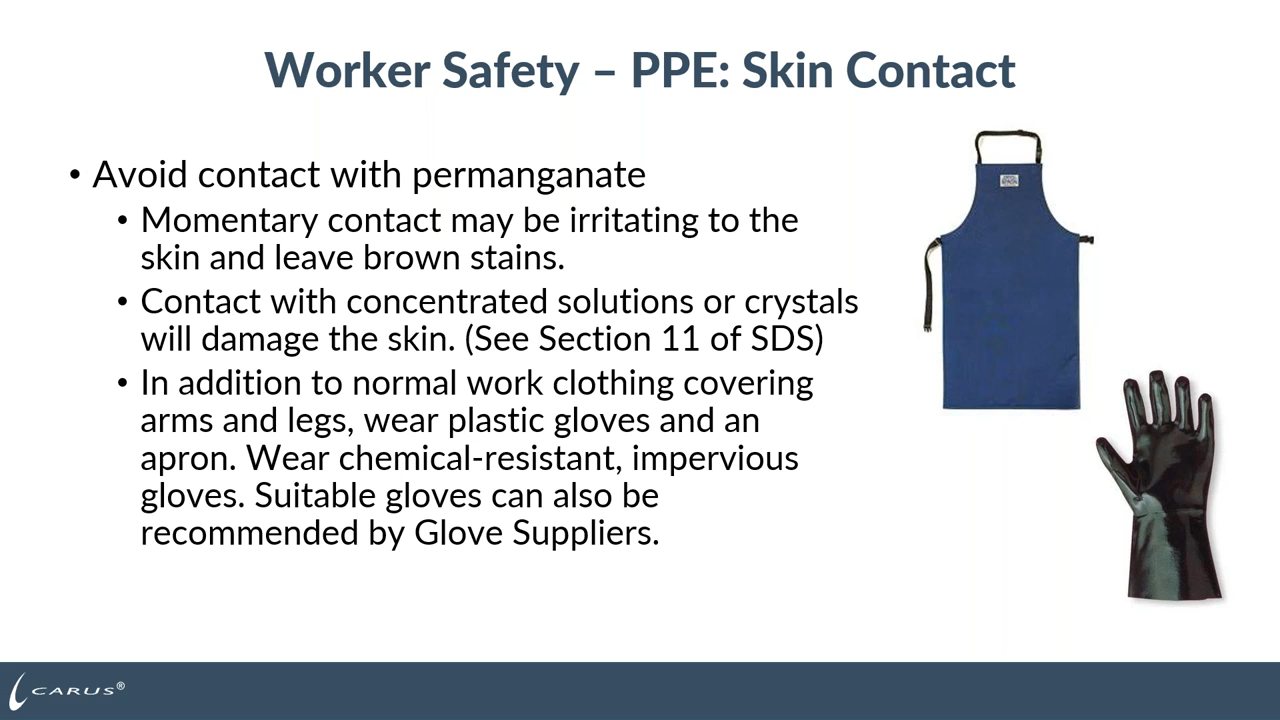 Worker Safety – PPE: Skin Contact
• Avoid contact with permanganate
• Momentary contact may be irritating to the
skin and leave brown stains.
• Contact with concentrated solutions or crystals
will damage the skin. (See Section 11 of SDS)
• In addition to normal work clothing covering
arms and legs, wear plastic gloves and an
apron. Wear chemical-resistant, impervious
gloves. Suitable gloves can also be
recommended by Glove Suppliers.
CARUS®